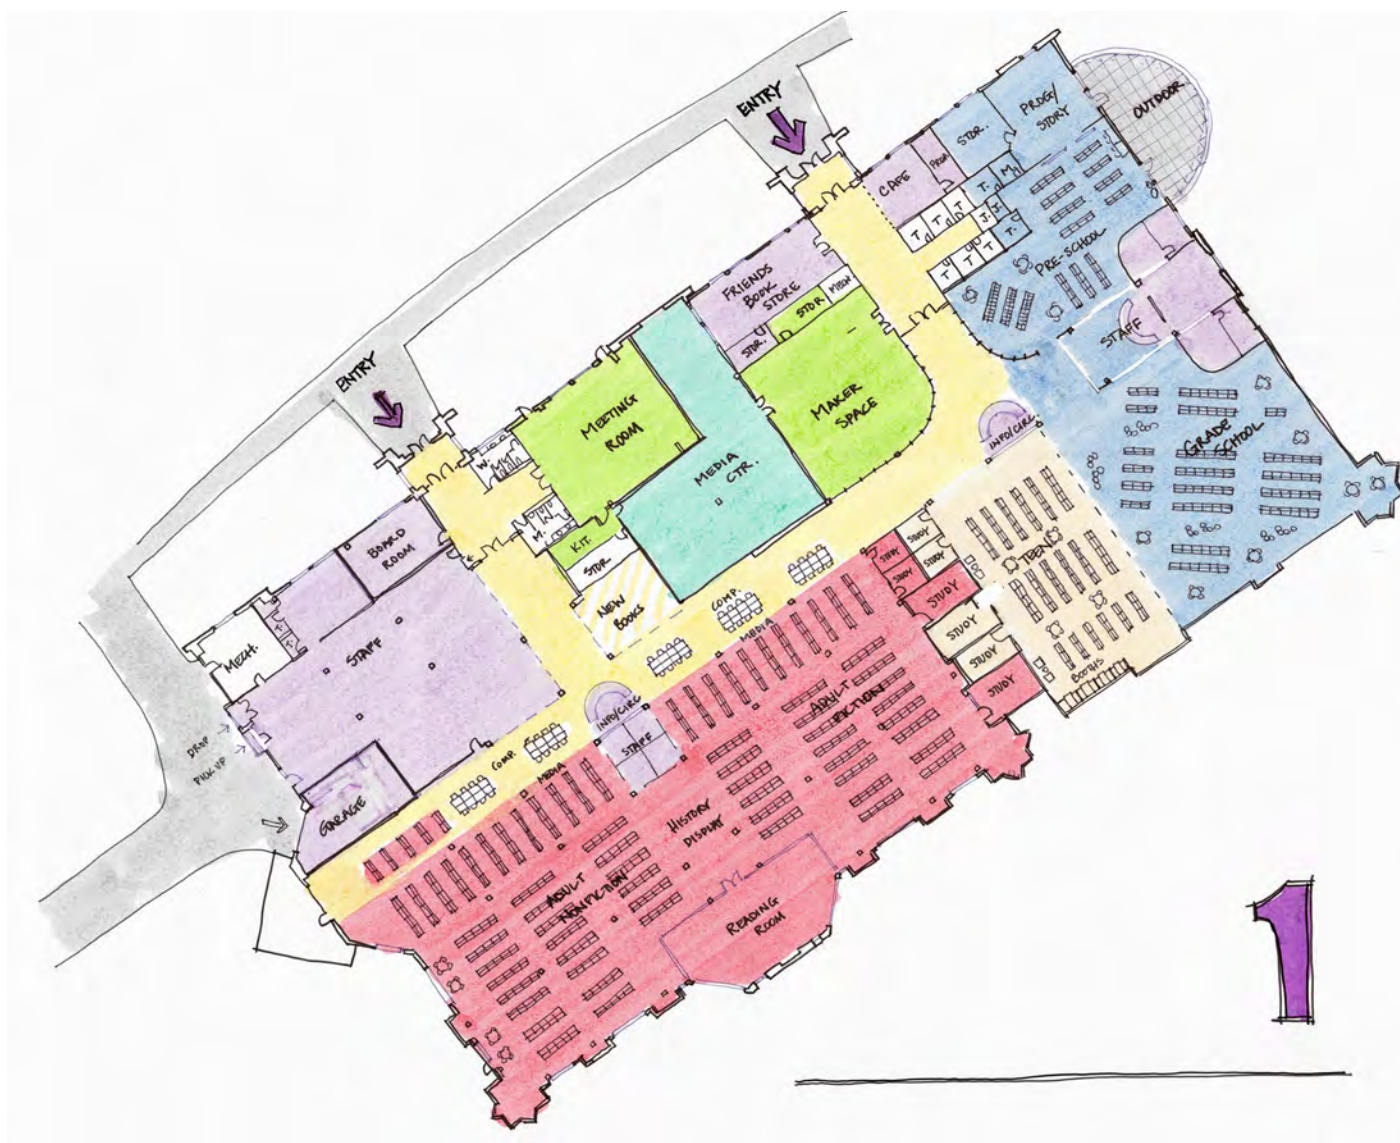 ENTRY
OUTDOOR
PROG/
STORY
STOR.
CAFE
T.
M.
J.
T
T
T
J.
T.
T
T
T
PRE-SCHOOL
FRIENDS
BOOK
STORE
STOR.
MECH
STOR.
STAFF
ENTRY
MEETING
ROOM
MAKER
SPACE
INFO/CIRC
GRADE
SCHOOL
W.
MEDIA
CTR.
M.
KIT.
STOR.
NEW
BOOKS
BOARD
ROOM
STAFF
MECH.
COMP.
MEDIA
STUDY
STUDY
STUDY
STUDY
STUDY
STUDY
STUDY
STUDY
STUDY
TEEN
BOOTHS
ADULT
FICTION
INFO/CIRC
STAFF
COMP.
MEDIA
DROP
PICK UP
GARAGE
HISTORY
DISPLAY
ADULT
NONFICTION
READING
ROOM
1